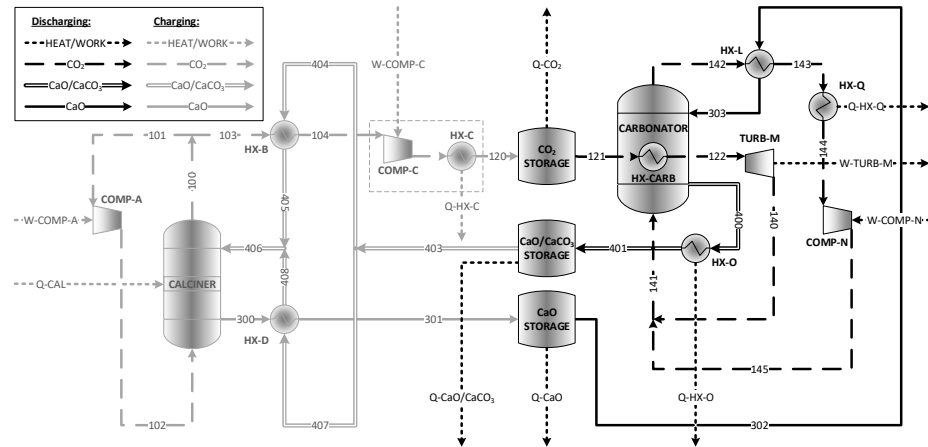 Discharging:
Charging:
HEAT/WORK
HEAT/WORK
CO₂
CO₂
CaO/CaCO₃
CaO/CaCO₃
CaO
CaO
404
W-COMP-C
Q-CO₂
142
HX-L
143
HX-Q
Q-HX-Q
101
103
HX-B
104
COMP-C
HX-C
120
CO₂
STORAGE
121
CARBONATOR
303
HX-CARB
122
TURB-M
144
W-TURB-M
100
COMP-A
W-COMP-A
405
Q-HX-C
400
140
W-COMP-N
COMP-N
406
403
CaO/CaCO₃
STORAGE
401
HX-O
Q-CAL
CALCINER
408
141
300
HX-D
301
CaO
STORAGE
145
Q-CaO/CaCO₃
Q-CaO
Q-HX-O
102
407
302